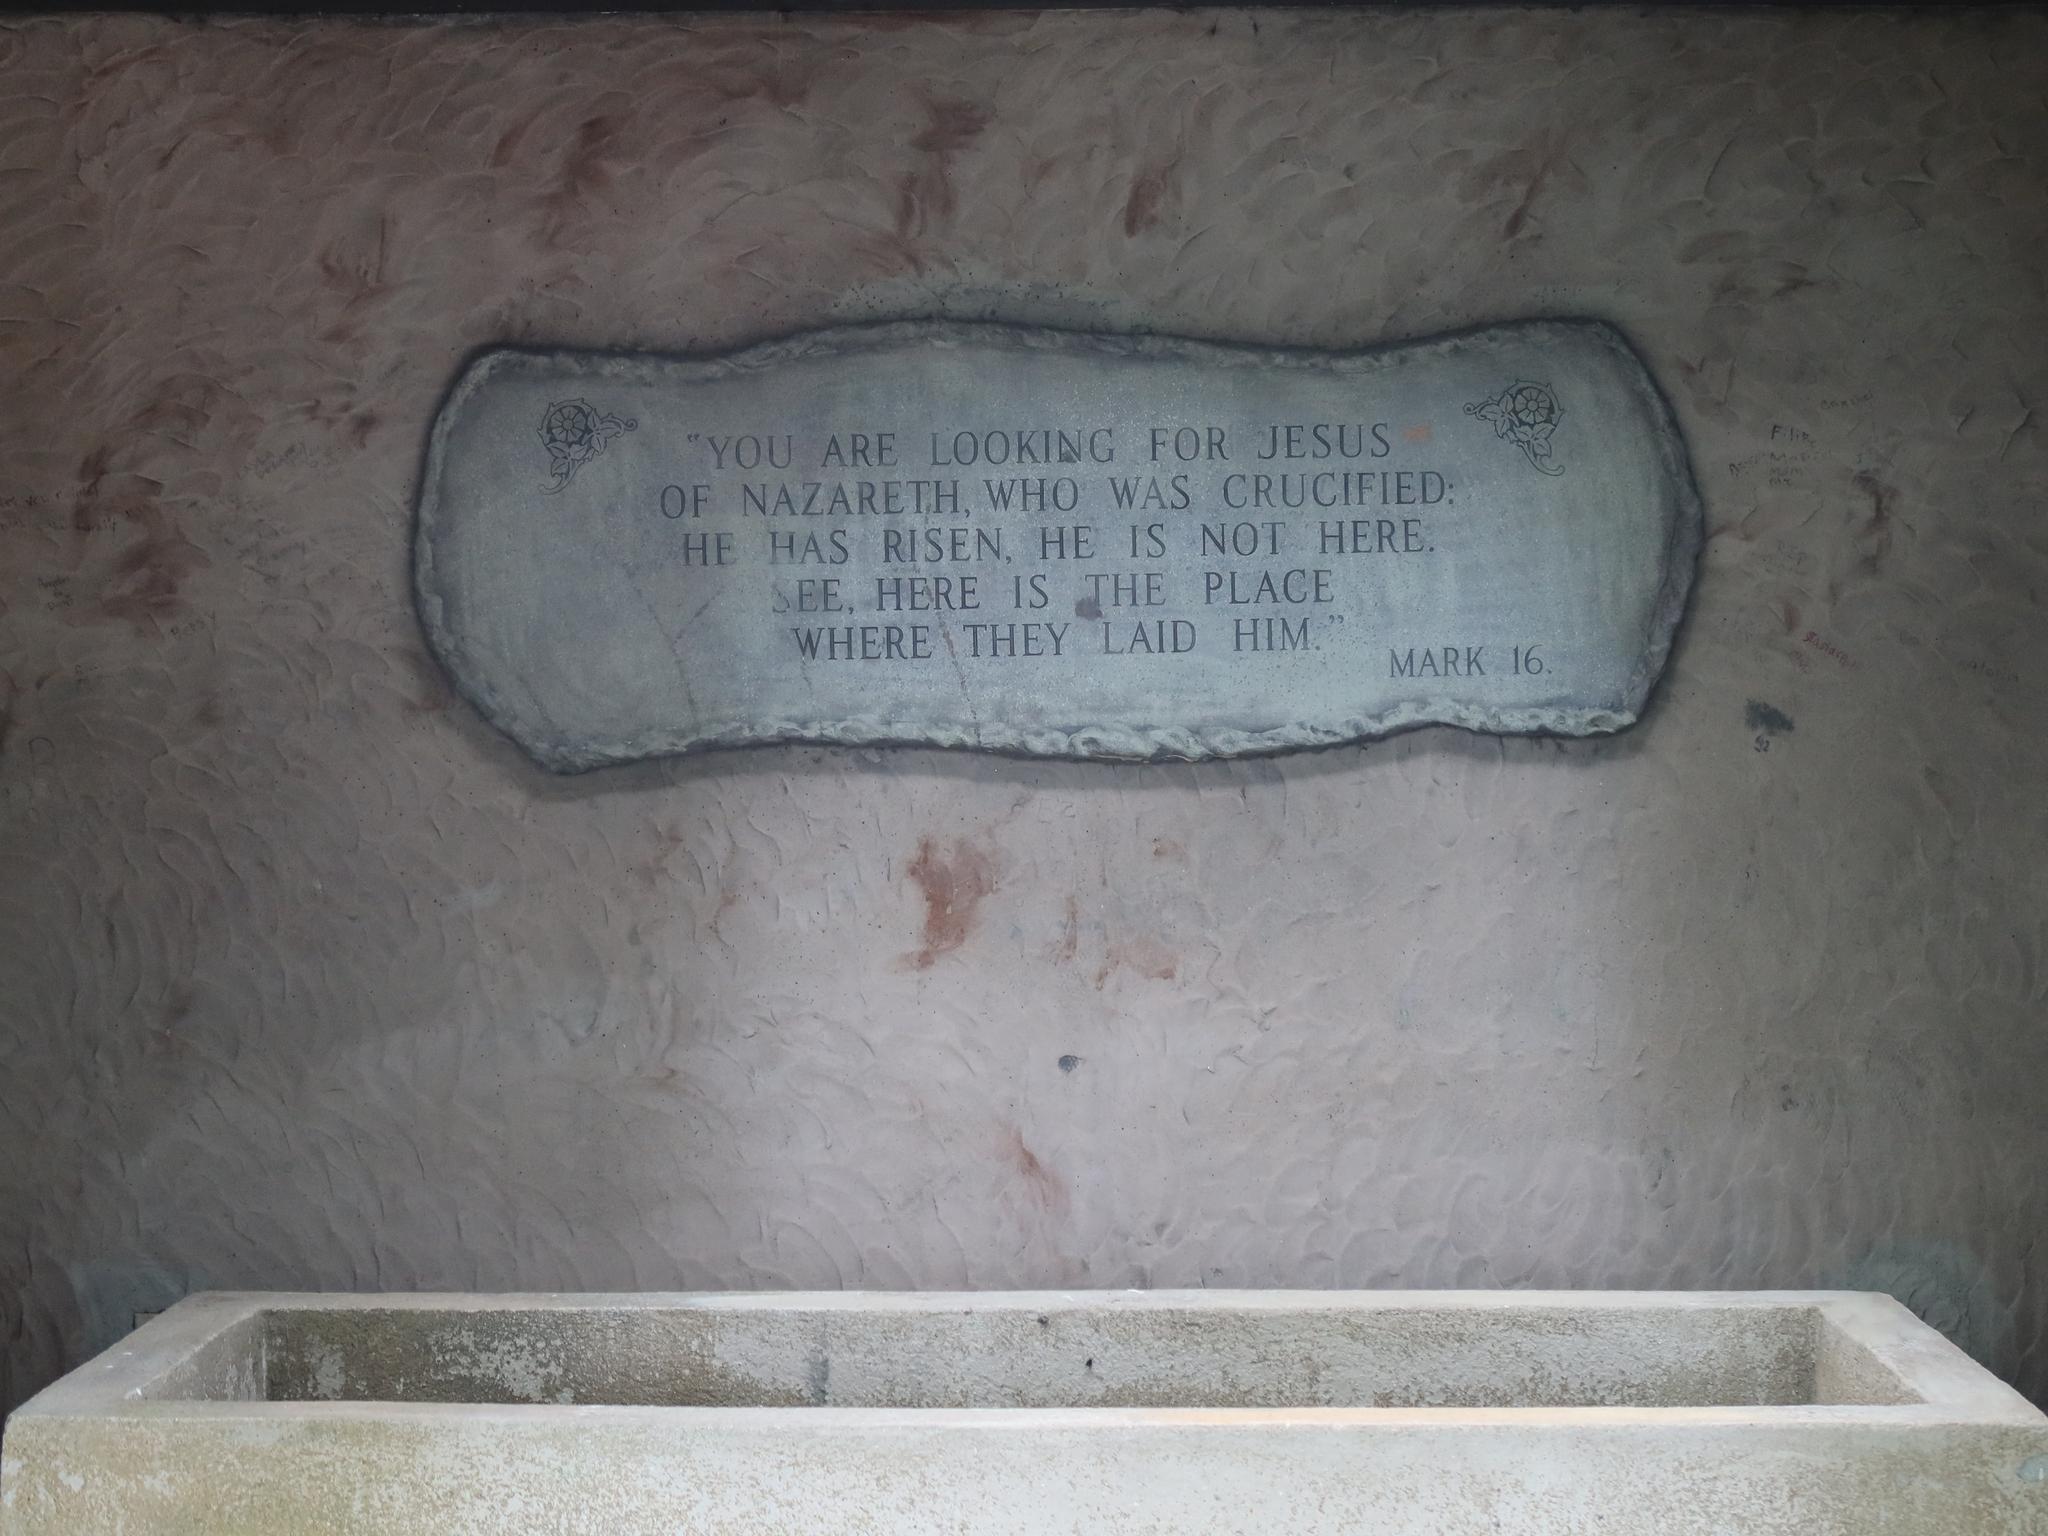 "YOU ARE LOOKING FOR JESUS
OF NAZARETH, WHO WAS CRUCIFIED:
HE HAS RISEN, HE IS NOT HERE.
SEE, HERE IS THE PLACE
WHERE THEY LAID HIM."
MARK 16.